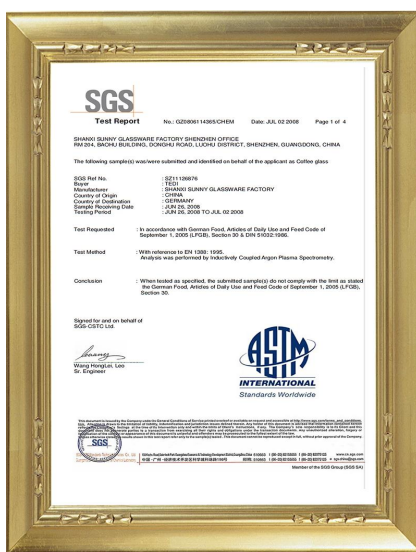 SGS
Test Report No.: GZ0806114365/CHEM Date: JUL 02 2008 Page 1 of 4
SHANXI SUNNY GLASSWARE FACTORY SHENZHEN OFFICE
RM 204, BAOHU BUILDING, DONGHU ROAD, LUOHU DISTRICT, SHENZHEN, GUANGDONG, CHINA
The following sample(s) was/were submitted and identified on behalf of the applicant as Coffee glass
SGS Ref No. : SZ11126876
Buyer : TEDI
Manufacturer : SHANXI SUNNY GLASSWARE FACTORY
Country of Origin : CHINA
Country of Destination : GERMANY
Sample Receiving Date : JUN 26, 2008
Testing Period : JUN 26, 2008 TO JUL 02 2008
Test Requested : In accordance with German Food, Articles of Daily Use and Feed Code of
September 1, 2005 (LFGB), Section 30 & DIN 51032:1986.
Test Method : With reference to EN 1388: 1995.
Analysis was performed by Inductively Coupled Argon Plasma Spectrometry.
Conclusion : When tested as specified, the submitted sample(s) do not comply with the limit as stated
the German Food, Articles of Daily Use and Feed Code of September 1, 2005 (LFGB),
Section 30.
Signed for and on behalf of
SGS-CSTC Ltd.
Wang HongLei, Leo
Sr. Engineer
ASTM
INTERNATIONAL
Standards Worldwide
SGS
Member of the SGS Group (SGS SA)